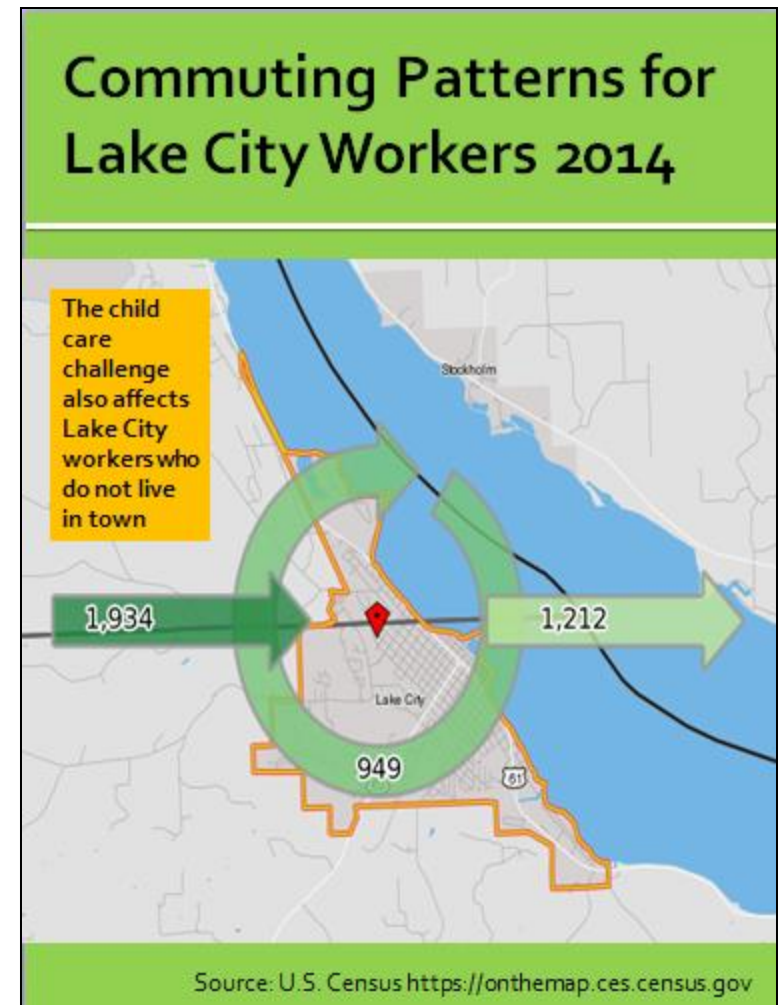 Commuting Patterns for
Lake City Workers 2014
The child
care
challenge
also affects
Lake City
workers who
do not live
in town
Stockholm
1,934
1,212
Lake City
949
61
Source: U.S. Census https://onthemap.ces.census.gov